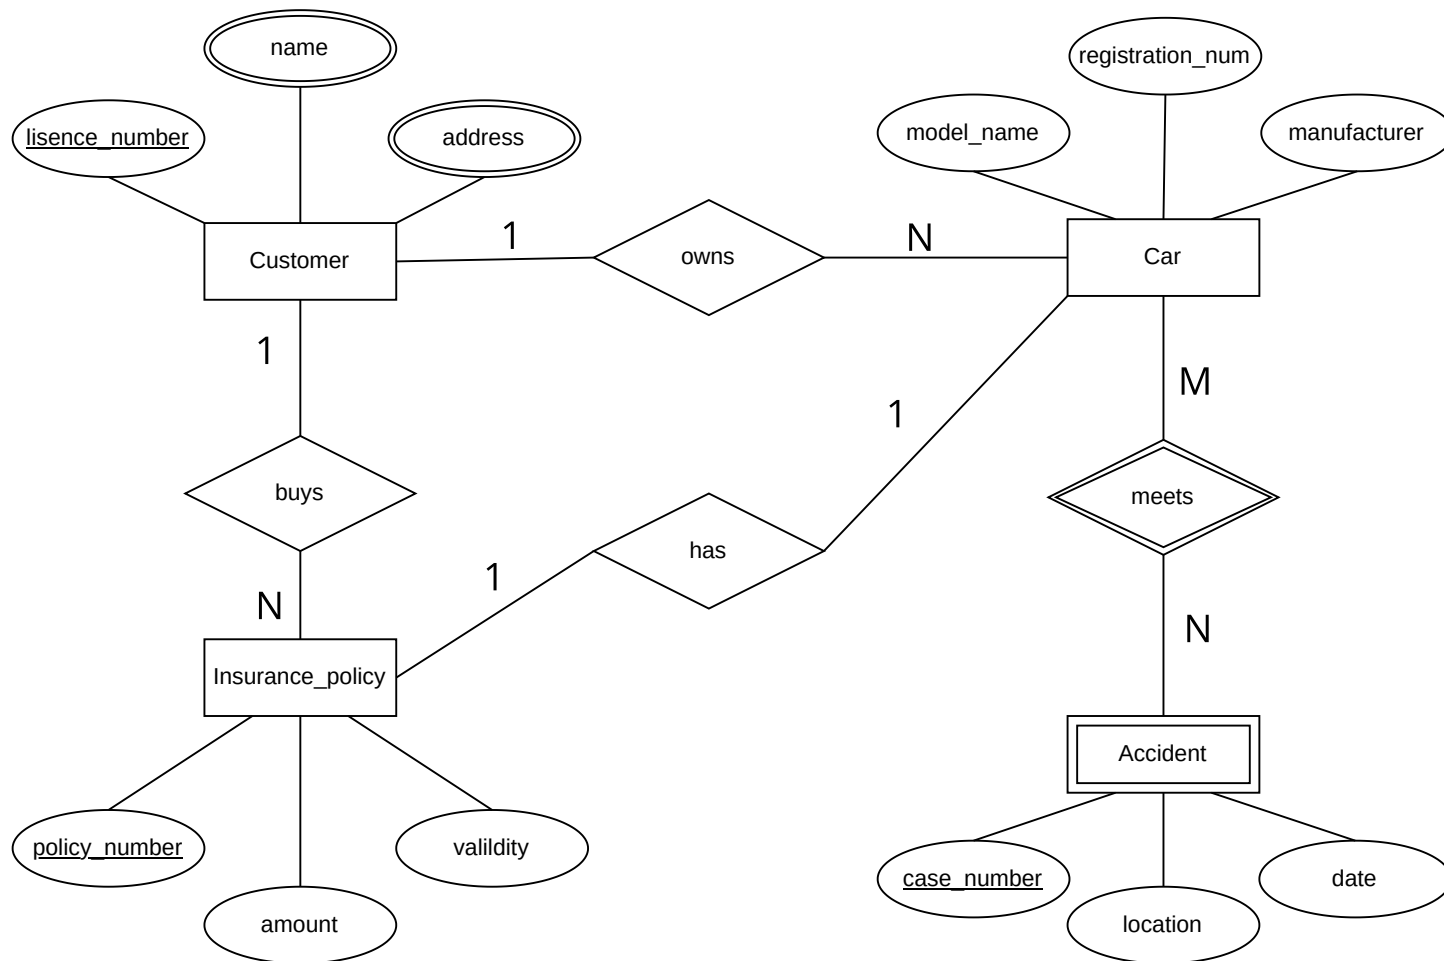 name
registration_num
lisence_number
address
model_name
manufacturer
Customer
1
owns
N
Car
1
M
1
buys
meets
has
1
N
N
Insurance_policy
Accident
policy_number
valildity
case_number
date
amount
location